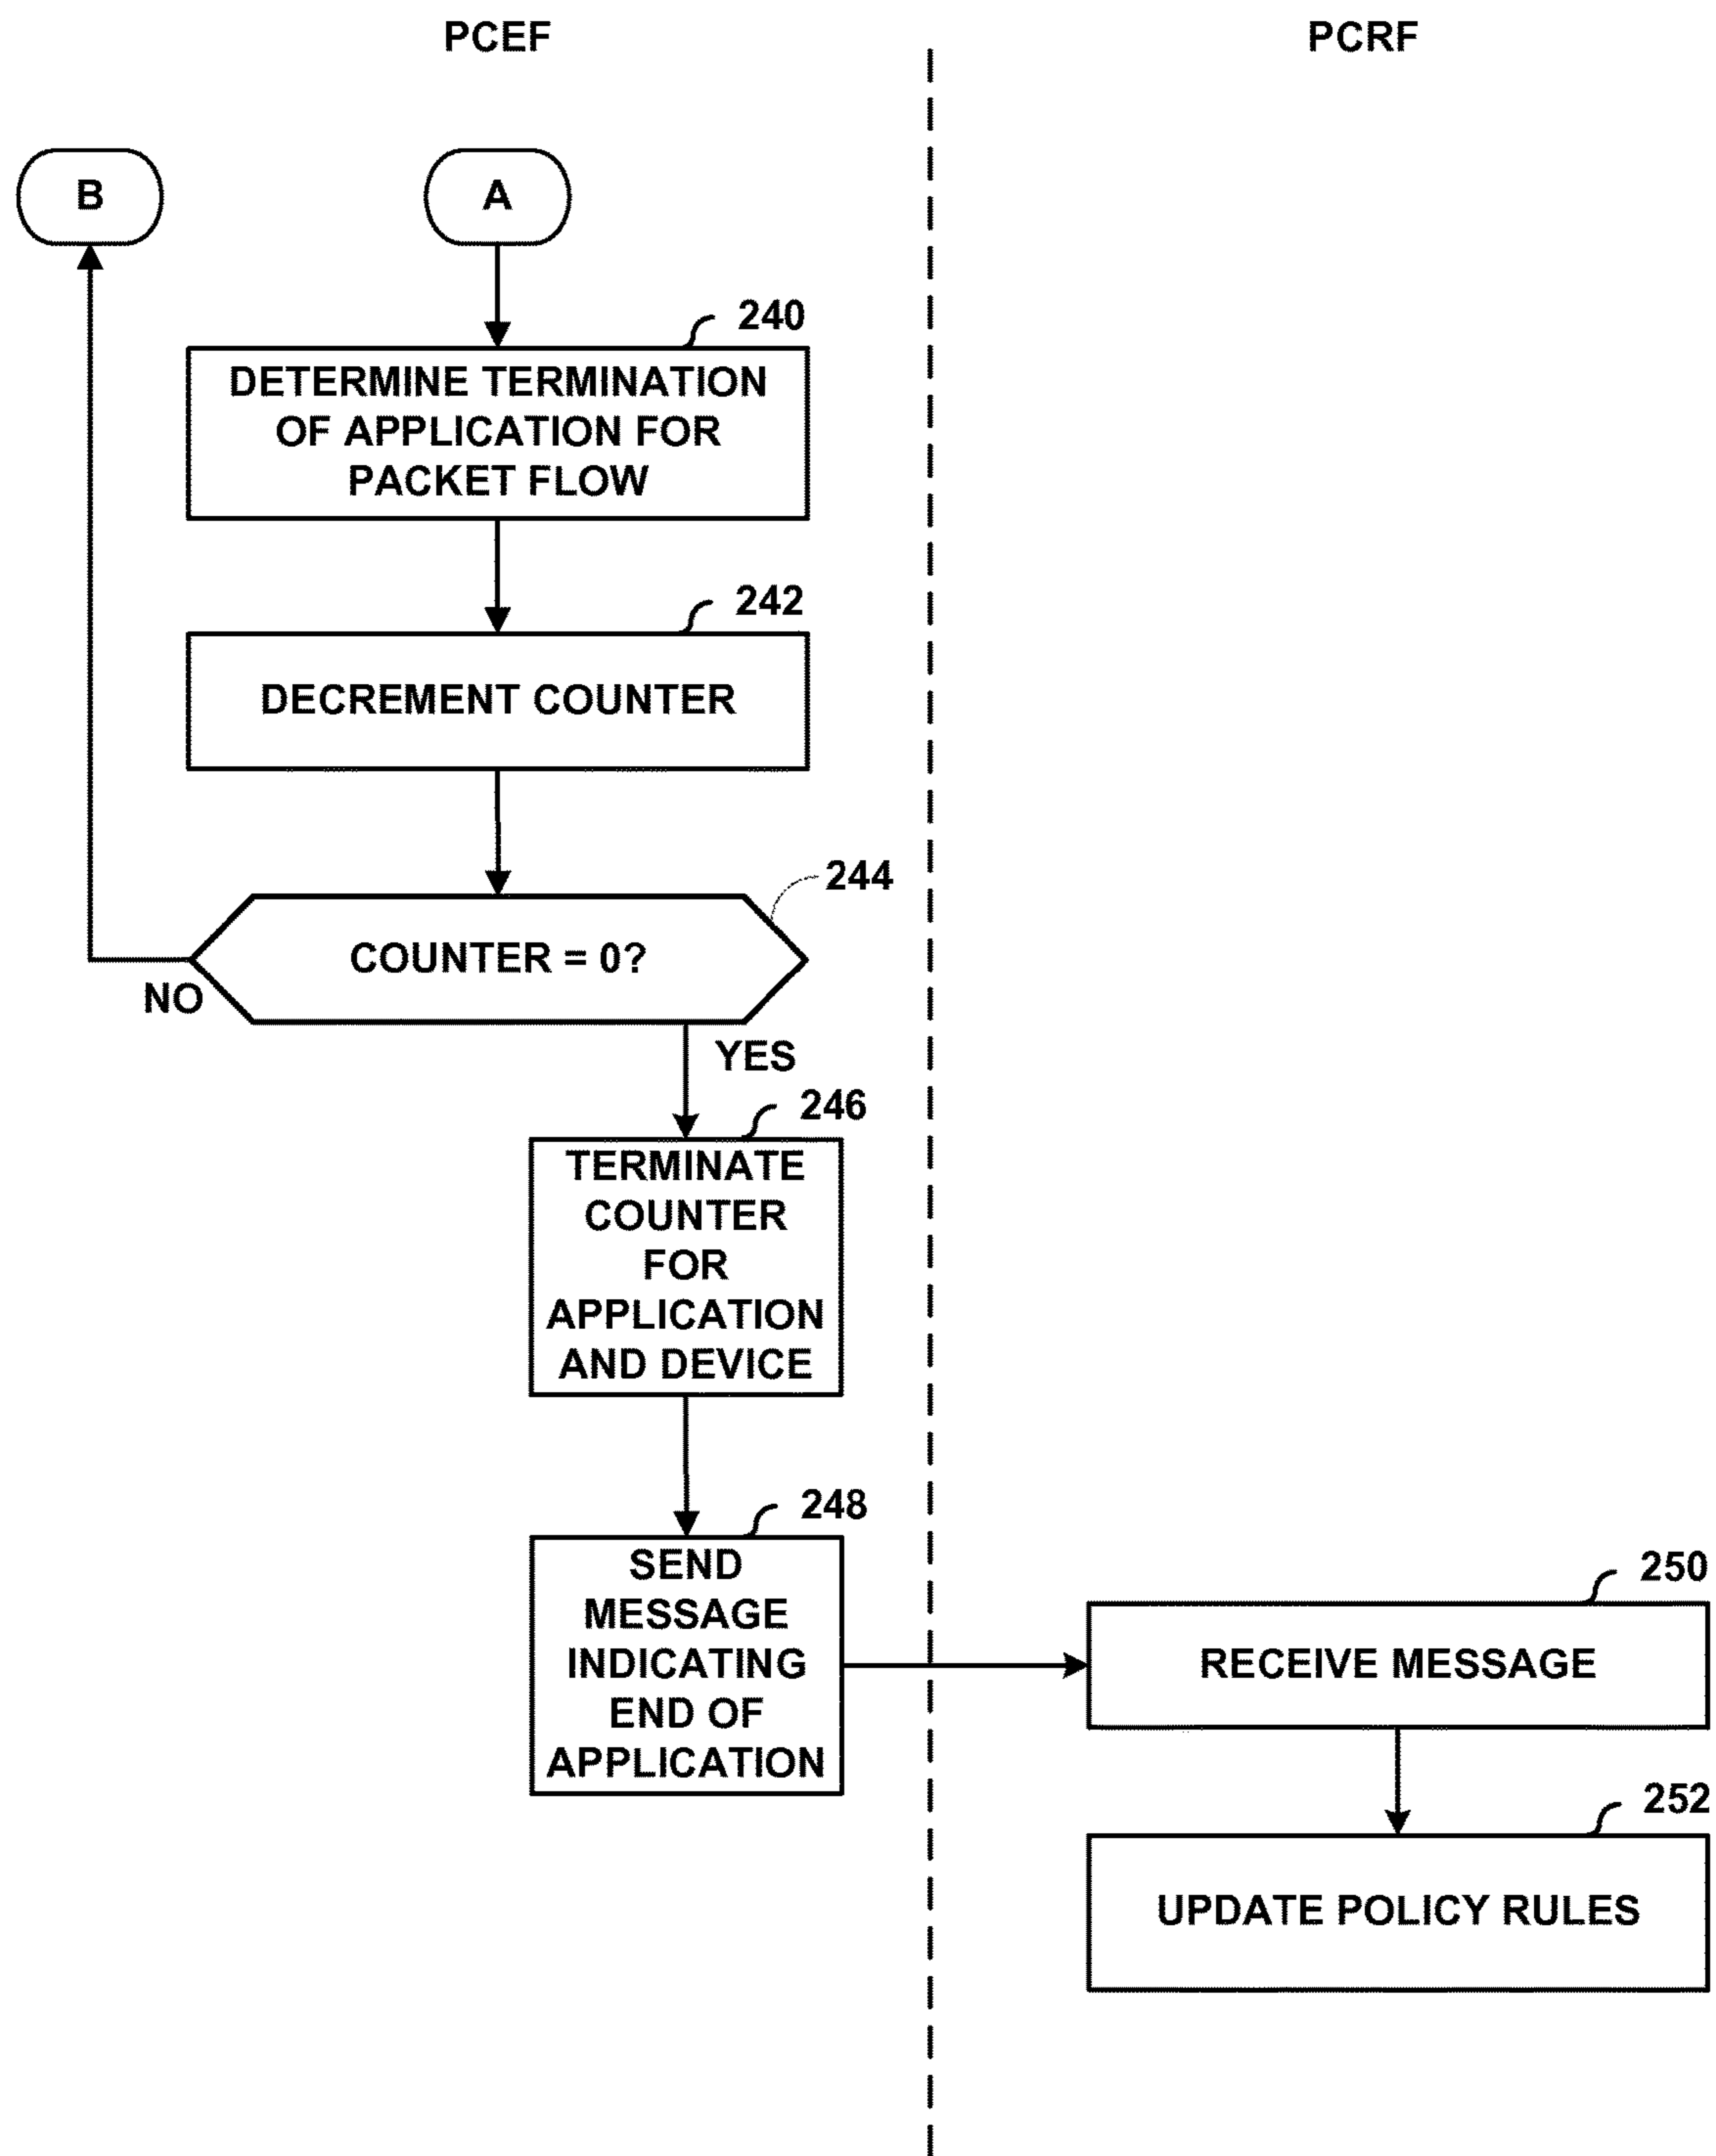 PCEF
PCRF
B
A
240
DETERMINE TERMINATION
OF APPLICATION FOR
PACKET FLOW
242
DECREMENT COUNTER
244
COUNTER = 0?
NO
YES
246
TERMINATE
COUNTER
FOR
APPLICATION
AND DEVICE
248
SEND
MESSAGE
INDICATING
END OF
APPLICATION
250
RECEIVE MESSAGE
252
UPDATE POLICY RULES